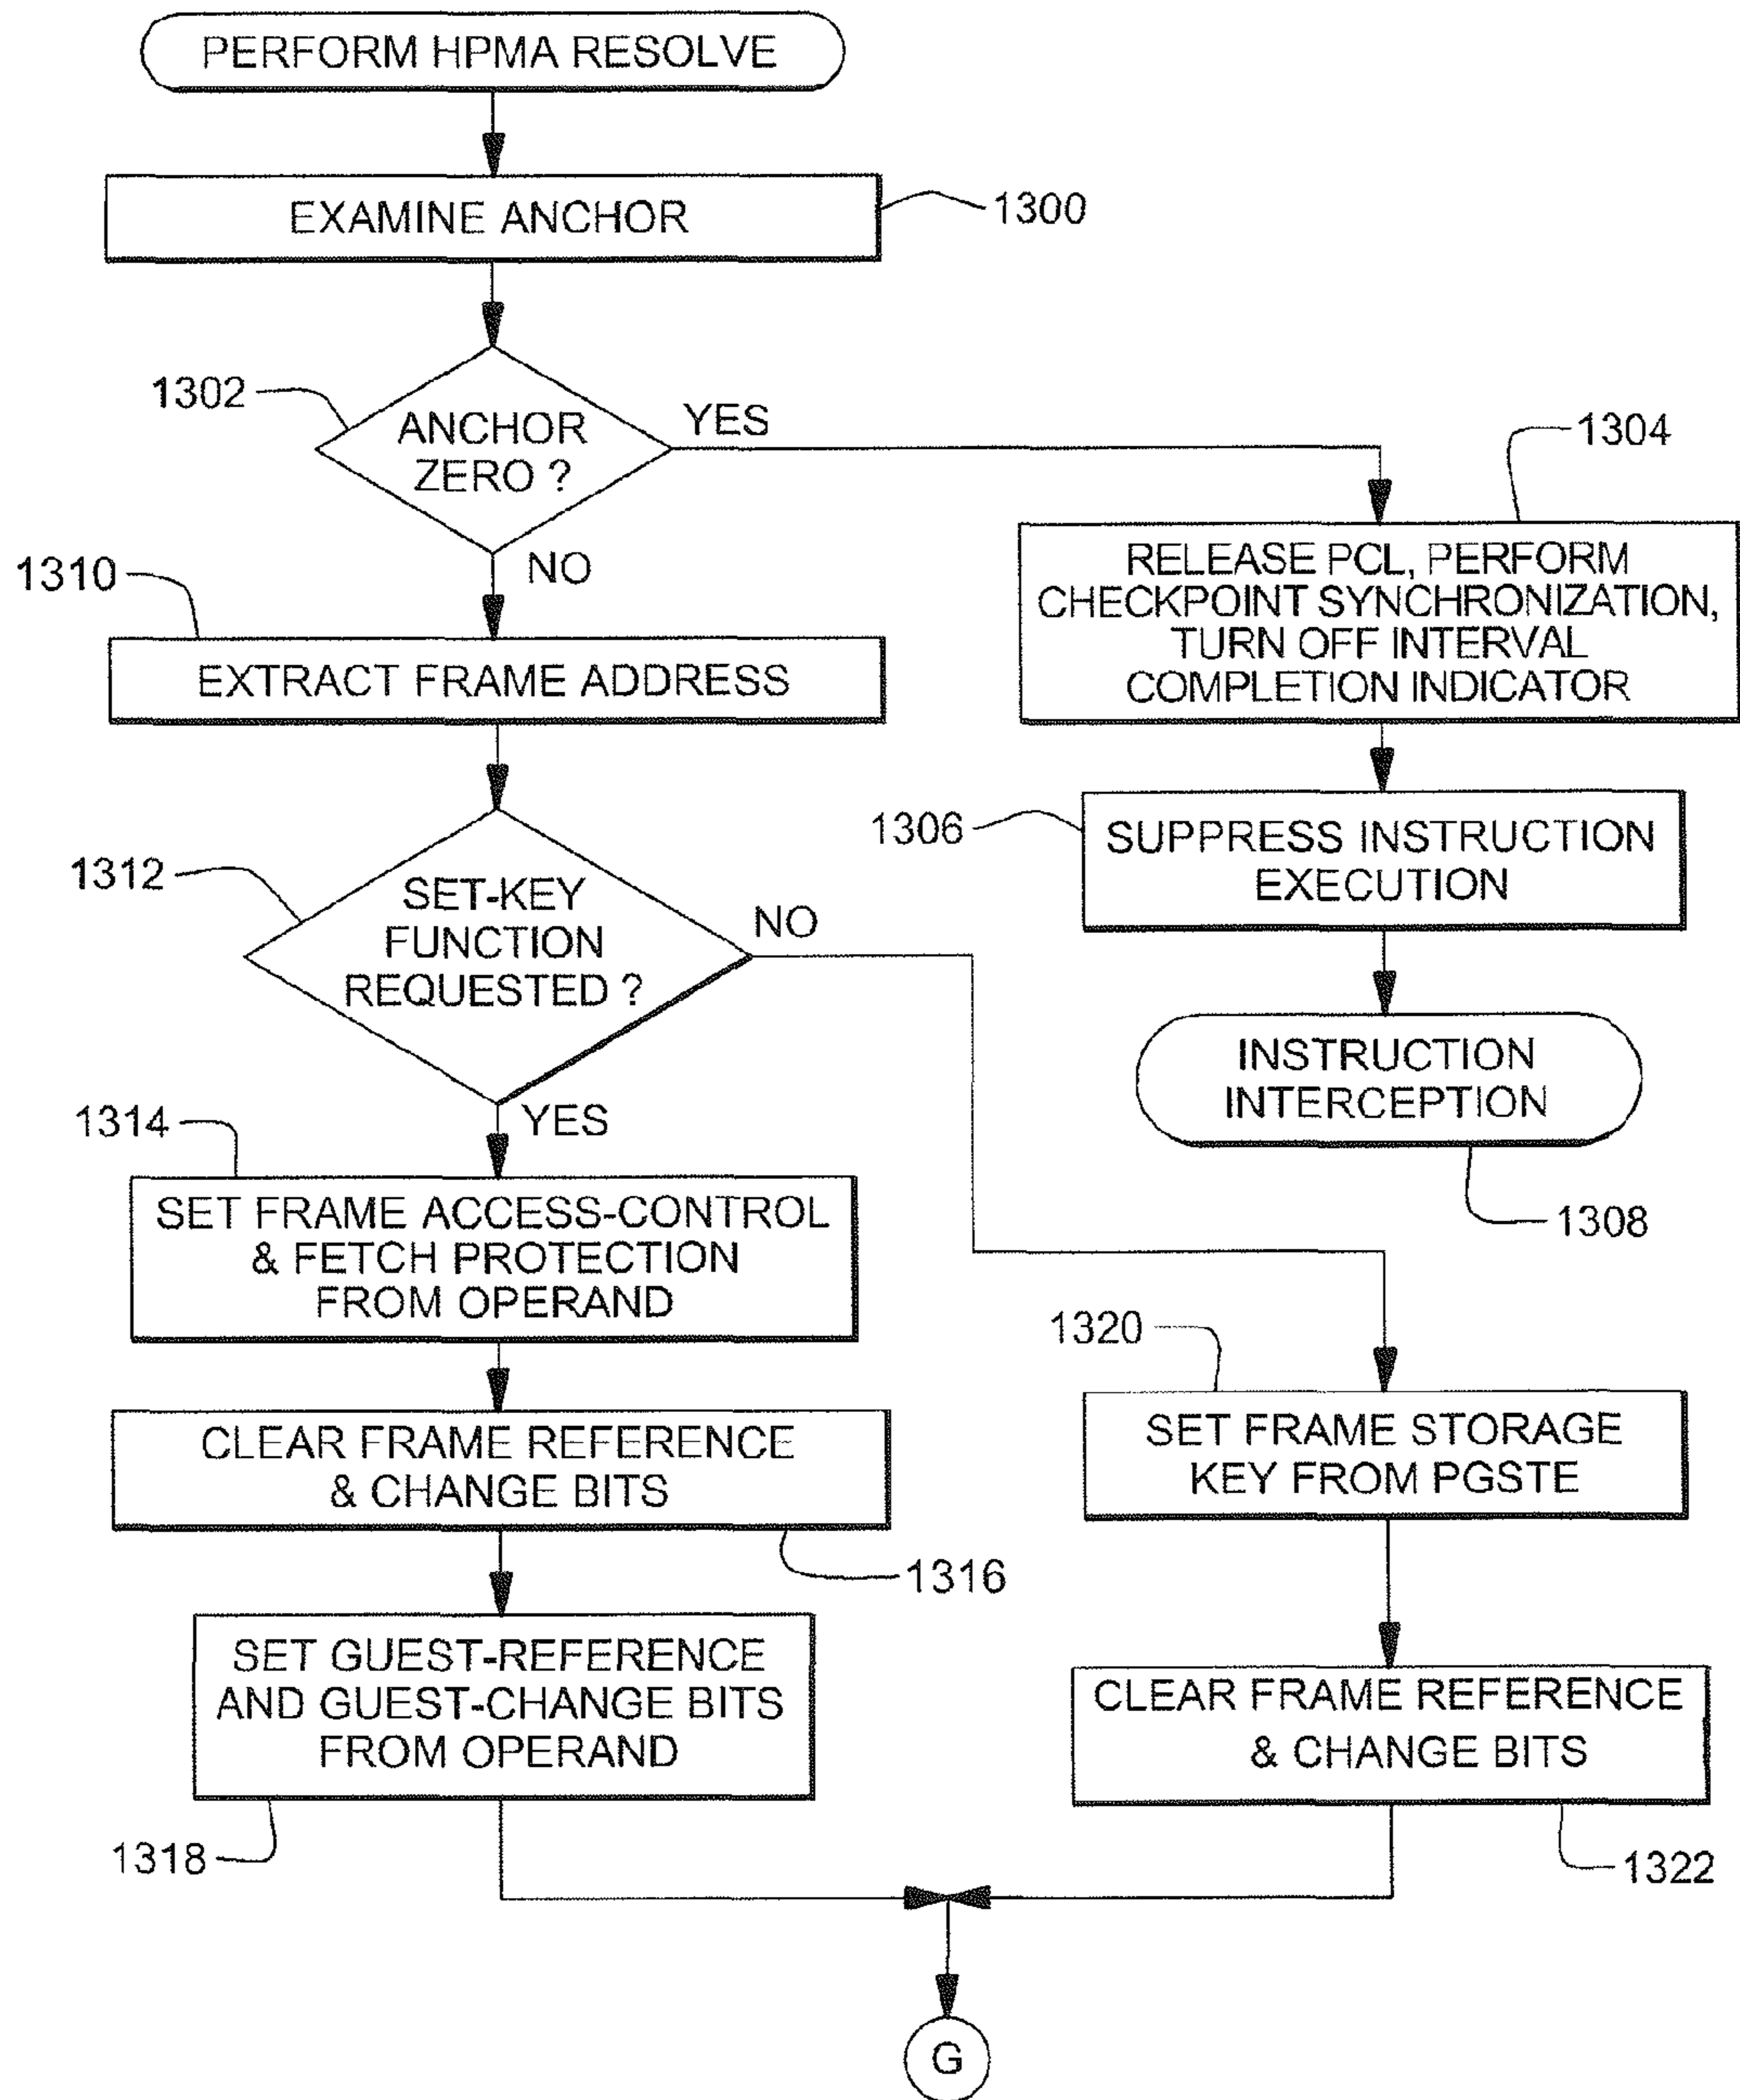 PERFORM HPMA RESOLVE
EXAMINE ANCHOR
1300
1302
ANCHOR
ZERO ?
YES
NO
1304
RELEASE PCL, PERFORM
CHECKPOINT SYNCHRONIZATION,
TURN OFF INTERVAL
COMPLETION INDICATOR
1306
SUPPRESS INSTRUCTION
EXECUTION
INSTRUCTION
INTERCEPTION
1308
1310
EXTRACT FRAME ADDRESS
1312
SET-KEY
FUNCTION
REQUESTED ?
NO
YES
1314
SET FRAME ACCESS-CONTROL
& FETCH PROTECTION
FROM OPERAND
CLEAR FRAME REFERENCE
& CHANGE BITS
1316
SET GUEST-REFERENCE
AND GUEST-CHANGE BITS
FROM OPERAND
1318
1320
SET FRAME STORAGE
KEY FROM PGSTE
CLEAR FRAME REFERENCE
& CHANGE BITS
1322
G